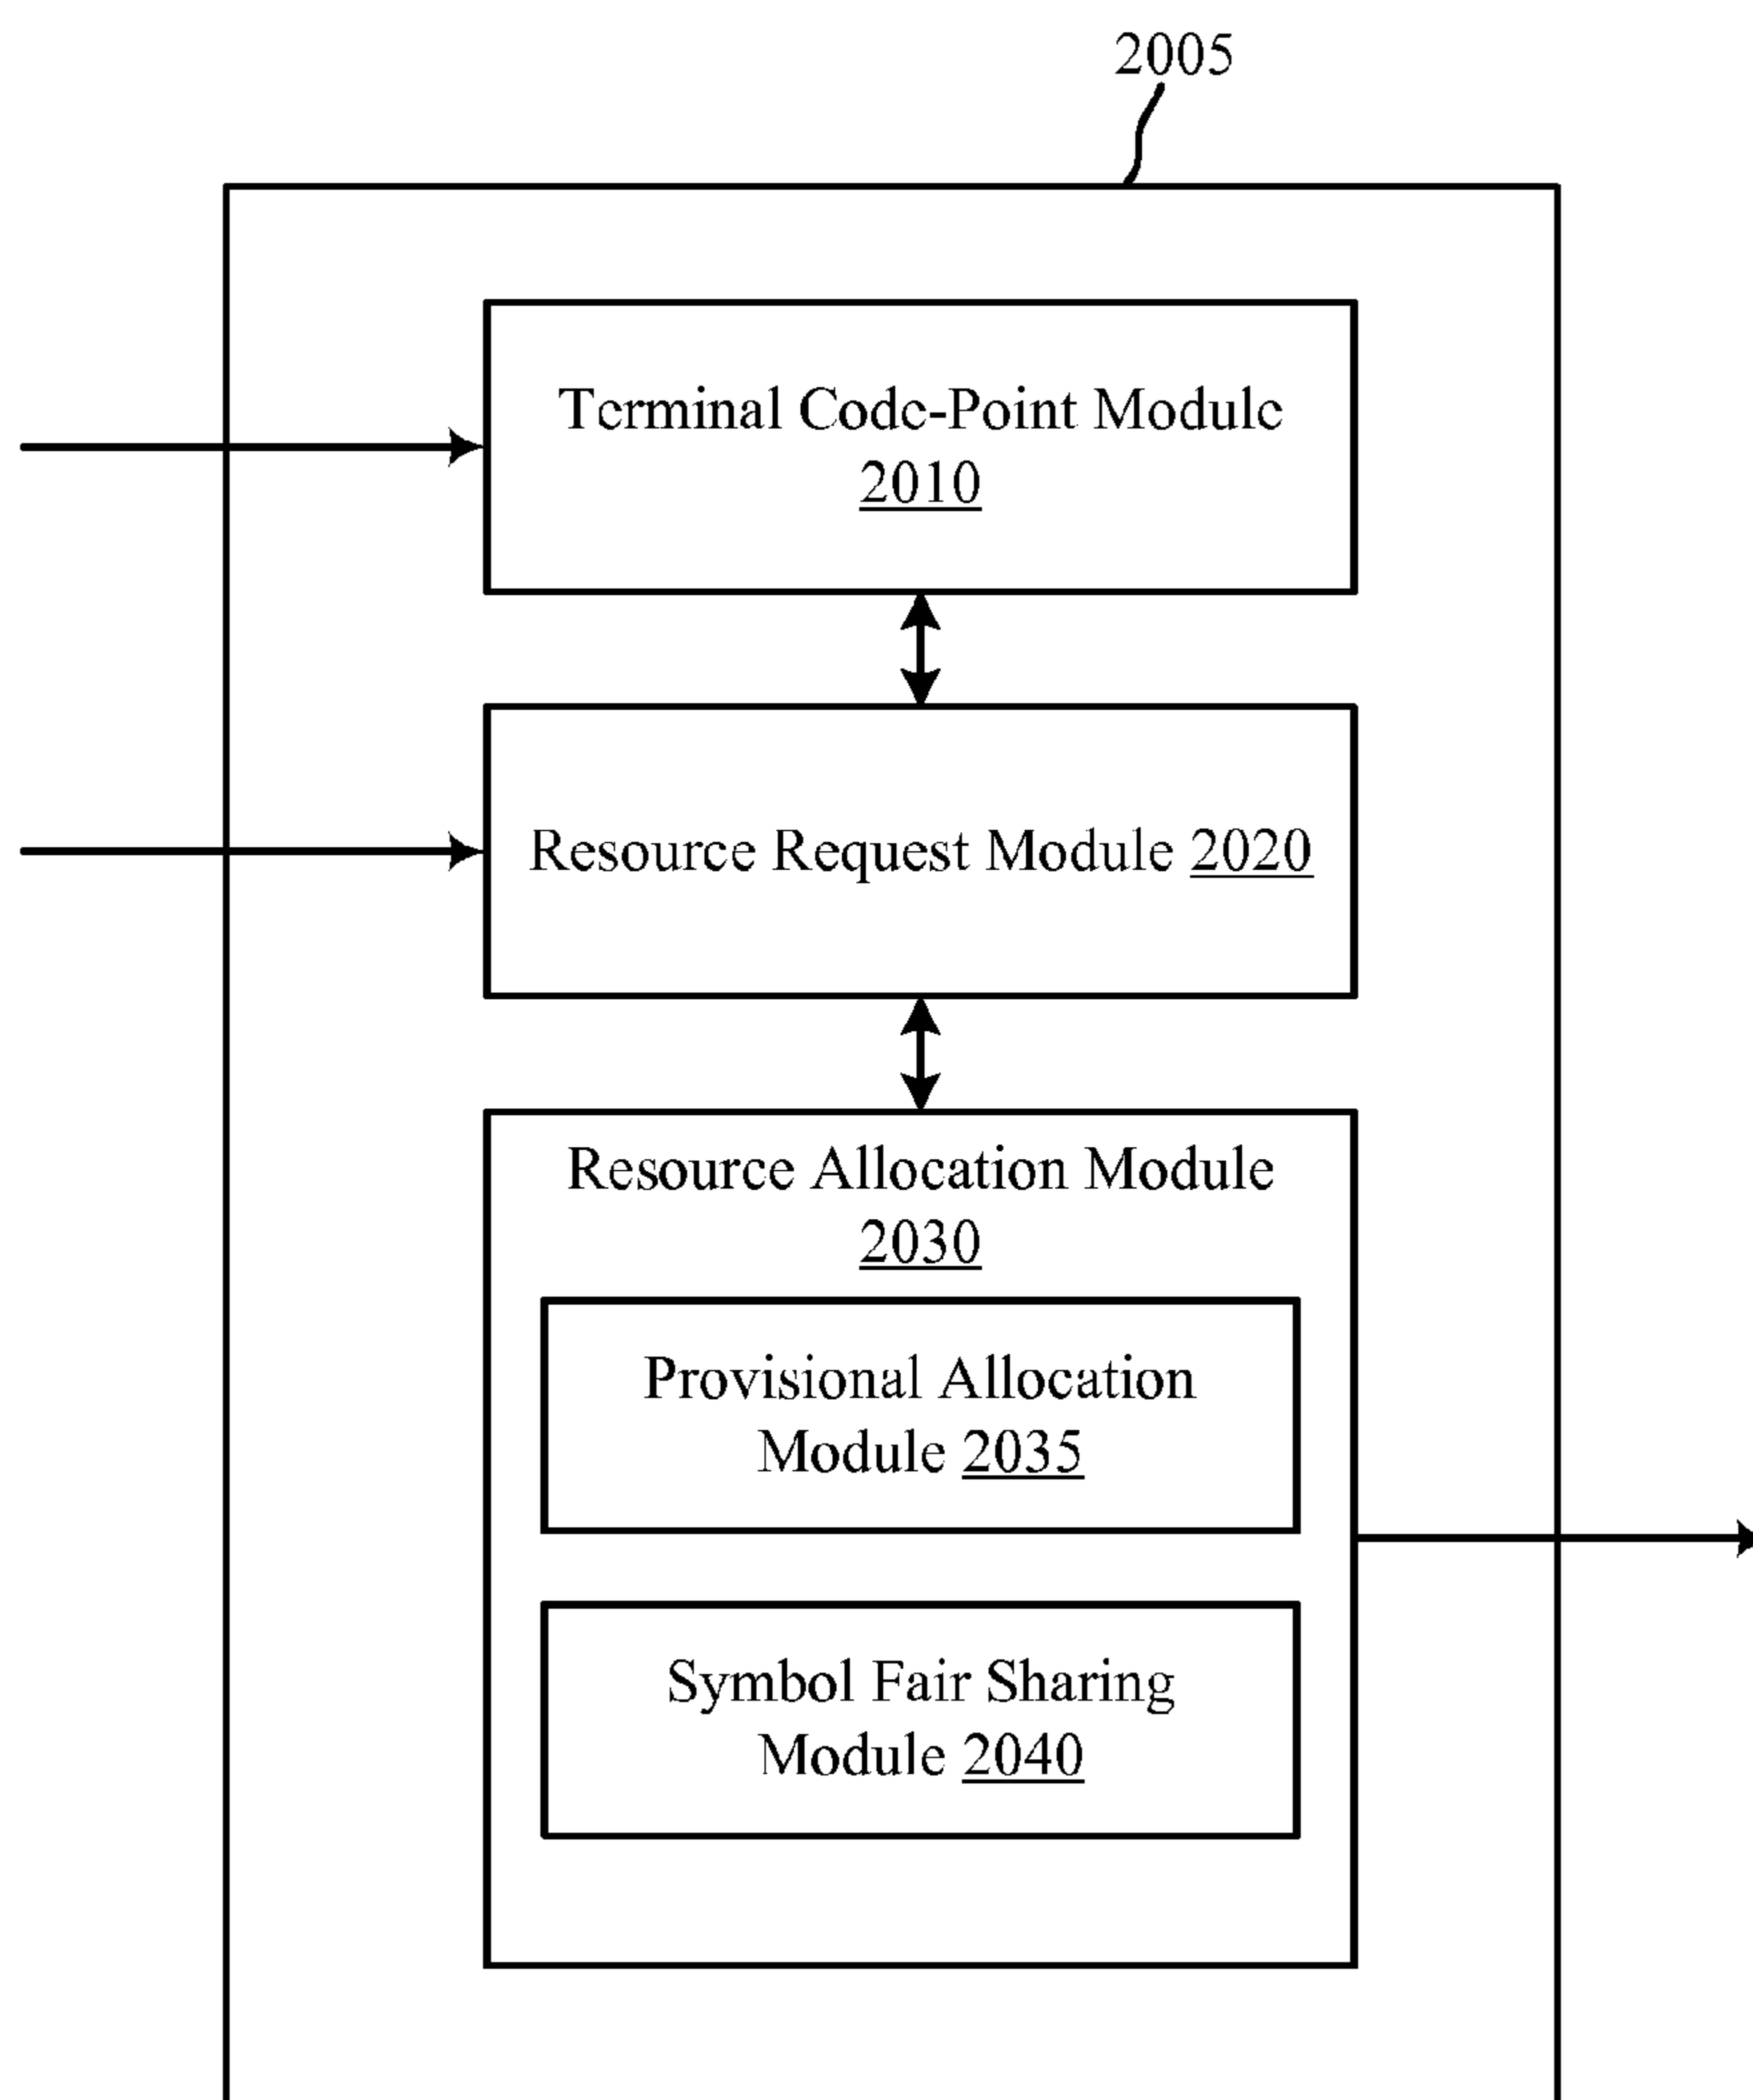 2005
Terminal Code-Point Module
2010
Resource Request Module 2020
Resource Allocation Module
2030
Provisional Allocation
Module 2035
Symbol Fair Sharing
Module 2040